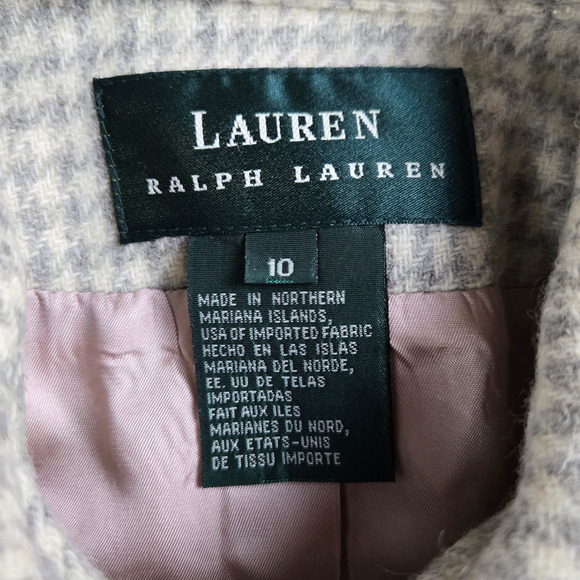 LAUREN
RALPH LAUREN
10
MADE IN NORTHERN
MARIANA ISLANDS,
USA OF IMPORTED FABRIC
HECHO EN LAS ISLAS
MARIANA DEL NORDE,
EE. UU DE TELAS
IMPORTADAS
FAIT AUX ILES
MARIANES DU NORD,
AUX ETATS-UNIS
DE TISSU IMPORTE